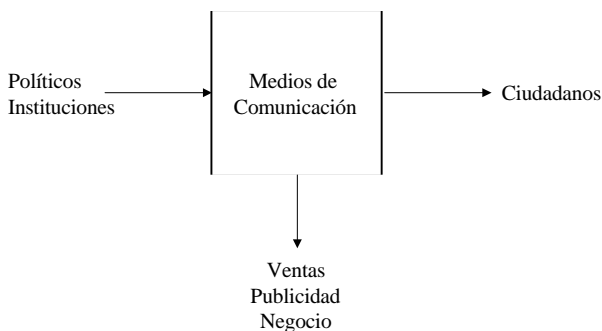 Políticos
Instituciones
Medios de
Comunicación
Ciudadanos
Ventas
Publicidad
Negocio